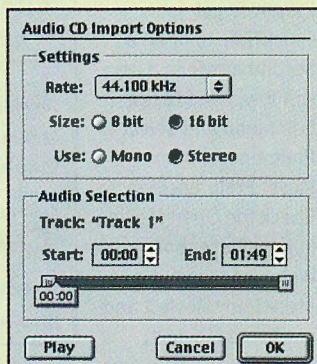 Audio CD Import Options
Settings
Rate: 44.100 kHz
Size: 8 bit 16 bit
Use: Mono Stereo
Audio Selection
Track: "Track 1"
Start: 00:00 End: 01:49
00:00
Play Cancel OK